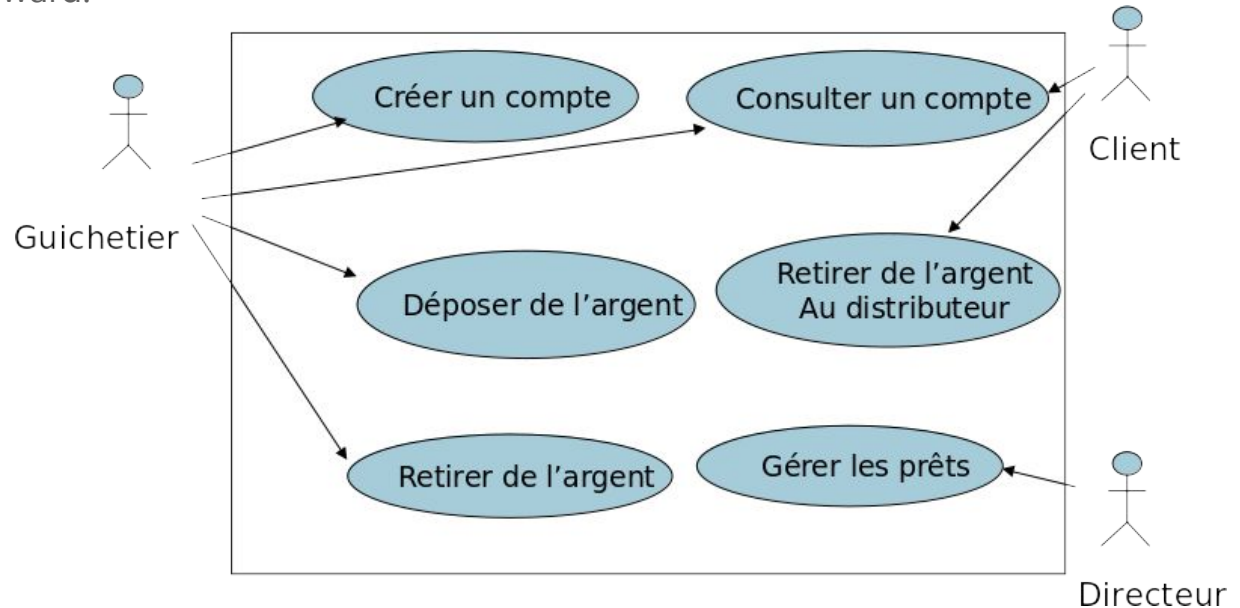 Créer un compte
Consulter un compte
Client
Guichetier
Déposer de l’argent
Retirer de l’argent
Au distributeur
Retirer de l’argent
Gérer les prêts
Directeur